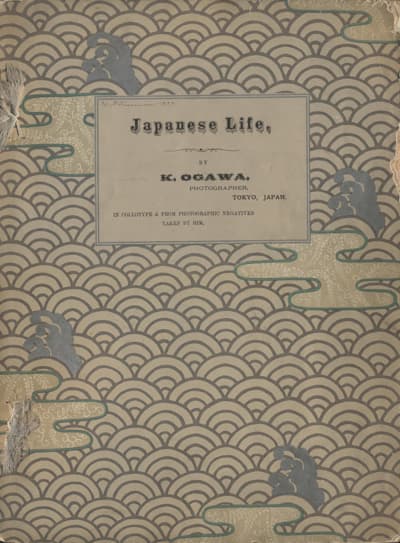 Japanese Life,
BY
K. OGAWA,
PHOTOGRAPHER,
TOKYO, JAPAN.
IN COLLOTYPE & FROM PHOTOGRAPHIC NEGATIVES
TAKEN BY HIM.